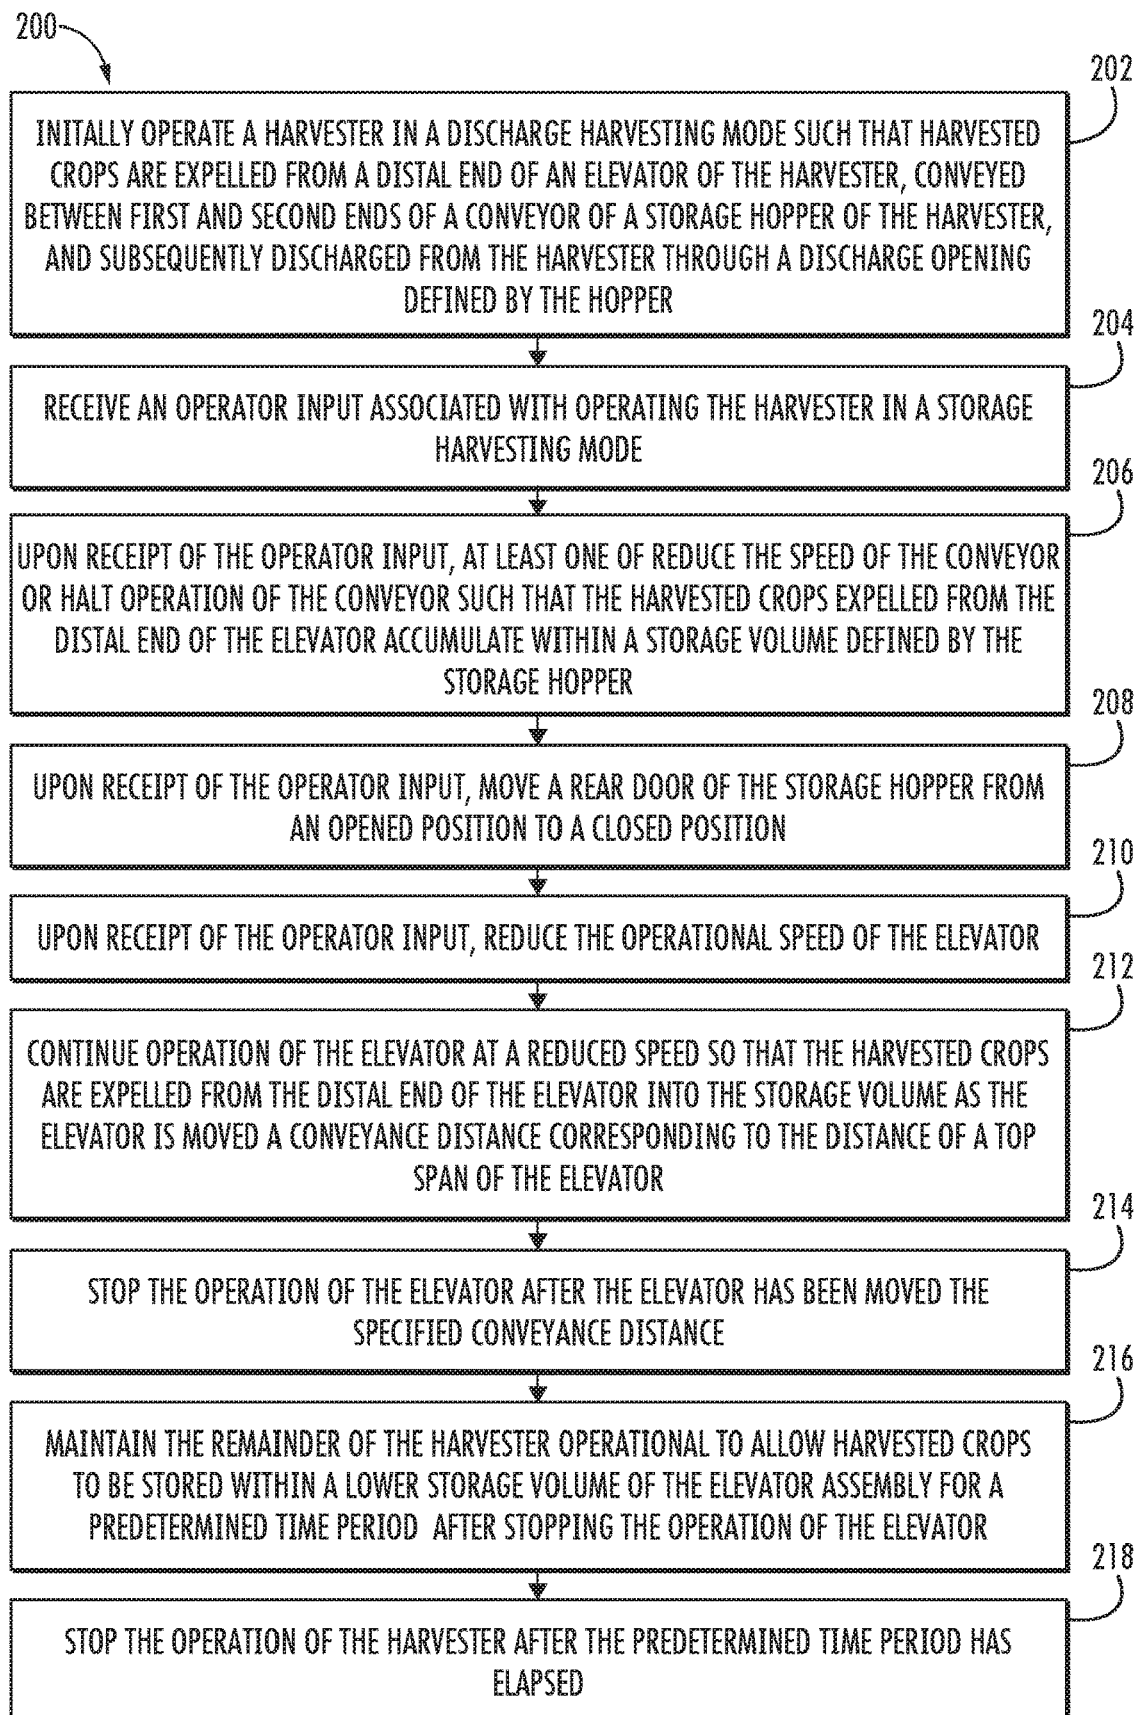 200
202
INITALLY OPERATE A HARVESTER IN A DISCHARGE HARVESTING MODE SUCH THAT HARVESTED
CROPS ARE EXPELLED FROM A DISTAL END OF AN ELEVATOR OF THE HARVESTER, CONVEYED
BETWEEN FIRST AND SECOND ENDS OF A CONVEYOR OF A STORAGE HOPPER OF THE HARVESTER,
AND SUBSEQUENTLY DISCHARGED FROM THE HARVESTER THROUGH A DISCHARGE OPENING
DEFINED BY THE HOPPER
204
RECEIVE AN OPERATOR INPUT ASSOCIATED WITH OPERATING THE HARVESTER IN A STORAGE
HARVESTING MODE
206
UPON RECEIPT OF THE OPERATOR INPUT, AT LEAST ONE OF REDUCE THE SPEED OF THE CONVEYOR
OR HALT OPERATION OF THE CONVEYOR SUCH THAT THE HARVESTED CROPS EXPELLED FROM THE
DISTAL END OF THE ELEVATOR ACCUMULATE WITHIN A STORAGE VOLUME DEFINED BY THE
STORAGE HOPPER
208
UPON RECEIPT OF THE OPERATOR INPUT, MOVE A REAR DOOR OF THE STORAGE HOPPER FROM
AN OPENED POSITION TO A CLOSED POSITION
210
UPON RECEIPT OF THE OPERATOR INPUT, REDUCE THE OPERATIONAL SPEED OF THE ELEVATOR
212
CONTINUE OPERATION OF THE ELEVATOR AT A REDUCED SPEED SO THAT THE HARVESTED CROPS
ARE EXPELLED FROM THE DISTAL END OF THE ELEVATOR INTO THE STORAGE VOLUME AS THE
ELEVATOR IS MOVED A CONVEYANCE DISTANCE CORRESPONDING TO THE DISTANCE OF A TOP
SPAN OF THE ELEVATOR
214
STOP THE OPERATION OF THE ELEVATOR AFTER THE ELEVATOR HAS BEEN MOVED THE
SPECIFIED CONVEYANCE DISTANCE
216
MAINTAIN THE REMAINDER OF THE HARVESTER OPERATIONAL TO ALLOW HARVESTED CROPS
TO BE STORED WITHIN A LOWER STORAGE VOLUME OF THE ELEVATOR ASSEMBLY FOR A
PREDETERMINED TIME PERIOD AFTER STOPPING THE OPERATION OF THE ELEVATOR
218
STOP THE OPERATION OF THE HARVESTER AFTER THE PREDETERMINED TIME PERIOD HAS
ELAPSED